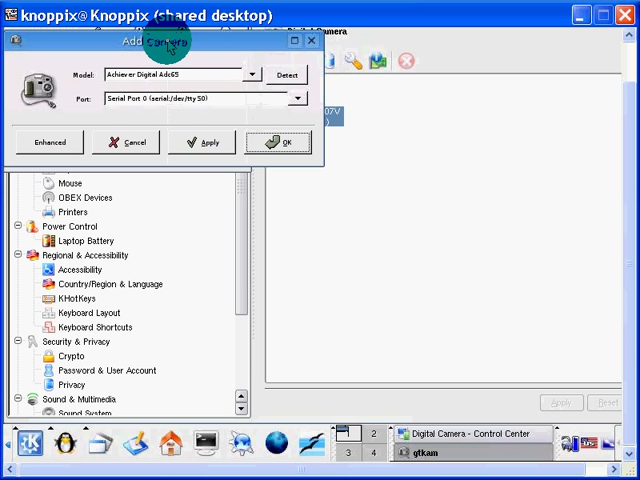 knoppix@ Knoppix (shared desktop)
Digital Camera
Add Camera
Model:
Achiever Digital Adc65
Detect
Port:
Serial Port 0 (serial:/dev/ttyS0)
07V
Enhanced
Cancel
Apply
OK
Mouse
OBEX Devices
Printers
Power Control
Laptop Battery
Regional & Accessibility
Accessibility
Country/Region & Language
KHotKeys
Keyboard Layout
Keyboard Shortcuts
Security & Privacy
Crypto
Password & User Account
Privacy
Sound & Multimedia
Sound System
Apply
Reset
1
2
Digital Camera - Control Center
3
4
gtkam